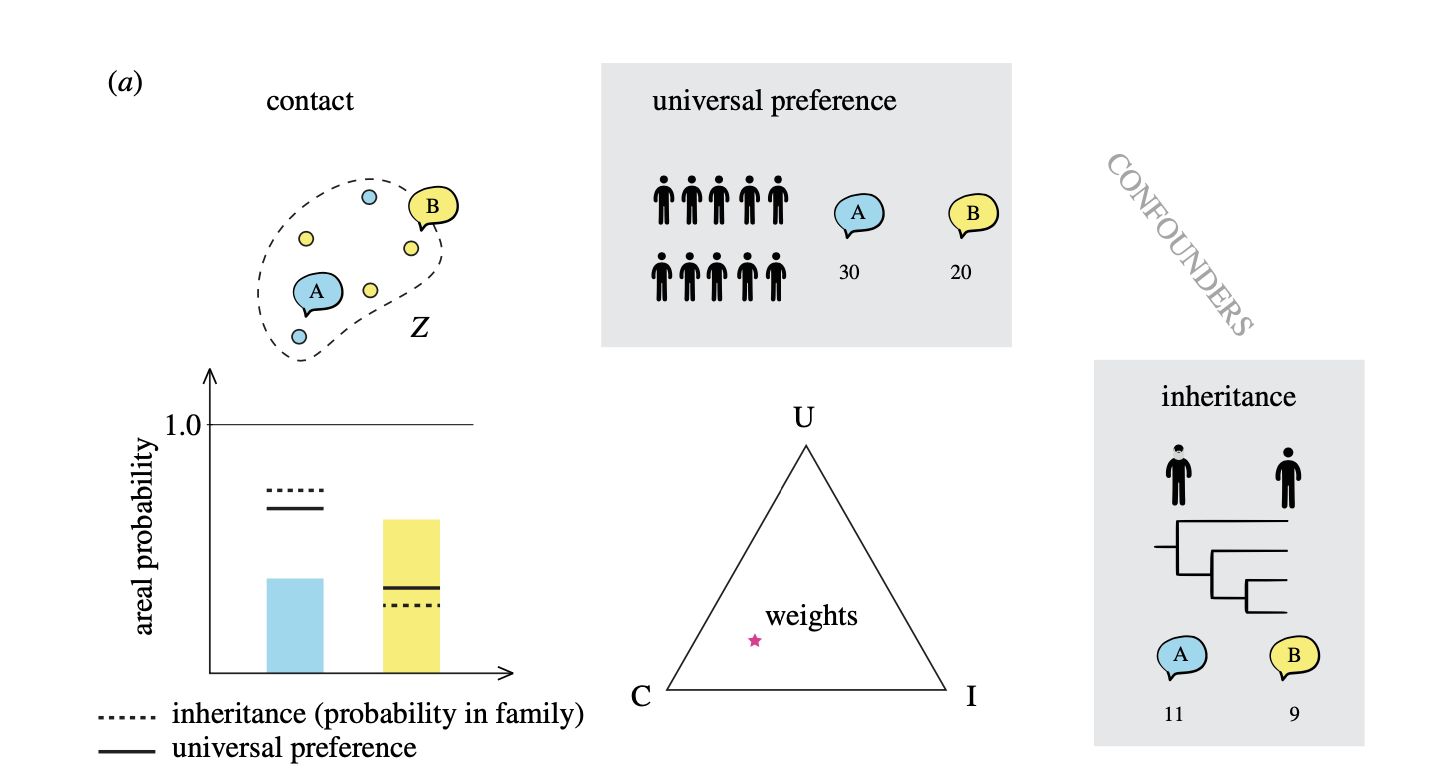 (a)
contact
B
A
Z
universal preference
A
B
30
20
CONFOUNDERS
1.0
areal probability
inheritance (probability in family)
universal preference
U
weights
C
I
inheritance
A
B
11
9